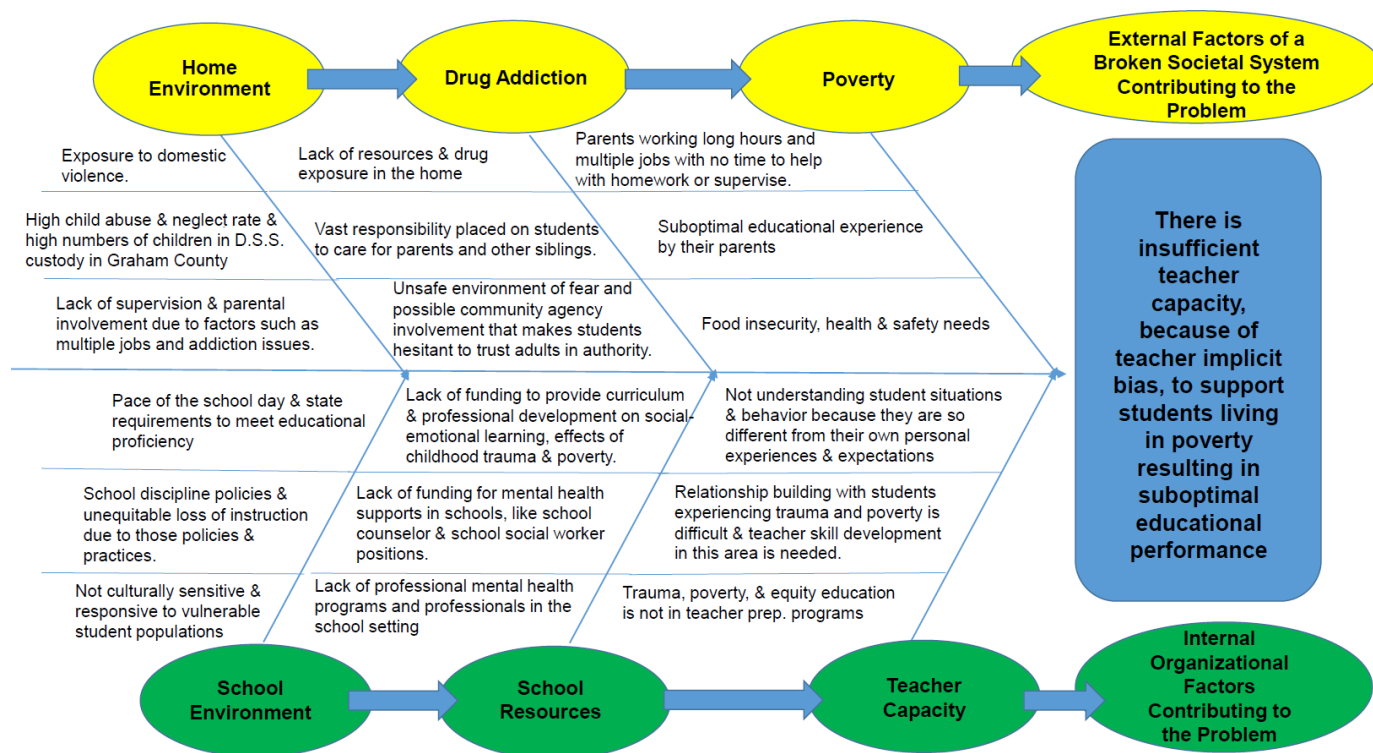 Home
Environment
Drug Addiction
Poverty
External Factors of a
Broken Societal System
Contributing to the
Problem
Exposure to domestic
violence.
Lack of resources & drug
exposure in the home
Parents working long hours and
multiple jobs with no time to help
with homework or supervise.
High child abuse & neglect rate &
high numbers of children in D.S.S.
custody in Graham County
Vast responsibility placed on students
to care for parents and other siblings.
Suboptimal educational experience
by their parents
Lack of supervision & parental
involvement due to factors such as
multiple jobs and addiction issues.
Unsafe environment of fear and
possible community agency
involvement that makes students
hesitant to trust adults in authority.
Food insecurity, health & safety needs
There is
insufficient
teacher
capacity,
because of
teacher implicit
bias, to support
students living
in poverty
resulting in
suboptimal
educational
performance
Pace of the school day & state
requirements to meet educational
proficiency
Lack of funding to provide curriculum
& professional development on social-
emotional learning, effects of
childhood trauma & poverty.
Not understanding student situations
& behavior because they are so
different from their own personal
experiences & expectations
School discipline policies &
unequitable loss of instruction
due to those policies &
practices.
Lack of funding for mental health
supports in schools, like school
counselor & school social worker
positions.
Relationship building with students
experiencing trauma and poverty is
difficult & teacher skill development
in this area is needed.
Not culturally sensitive &
responsive to vulnerable
student populations
Lack of professional mental health
programs and professionals in the
school setting
Trauma, poverty, & equity education
is not in teacher prep. programs
School
Environment
School
Resources
Teacher
Capacity
Internal
Organizational
Factors
Contributing to
the Problem